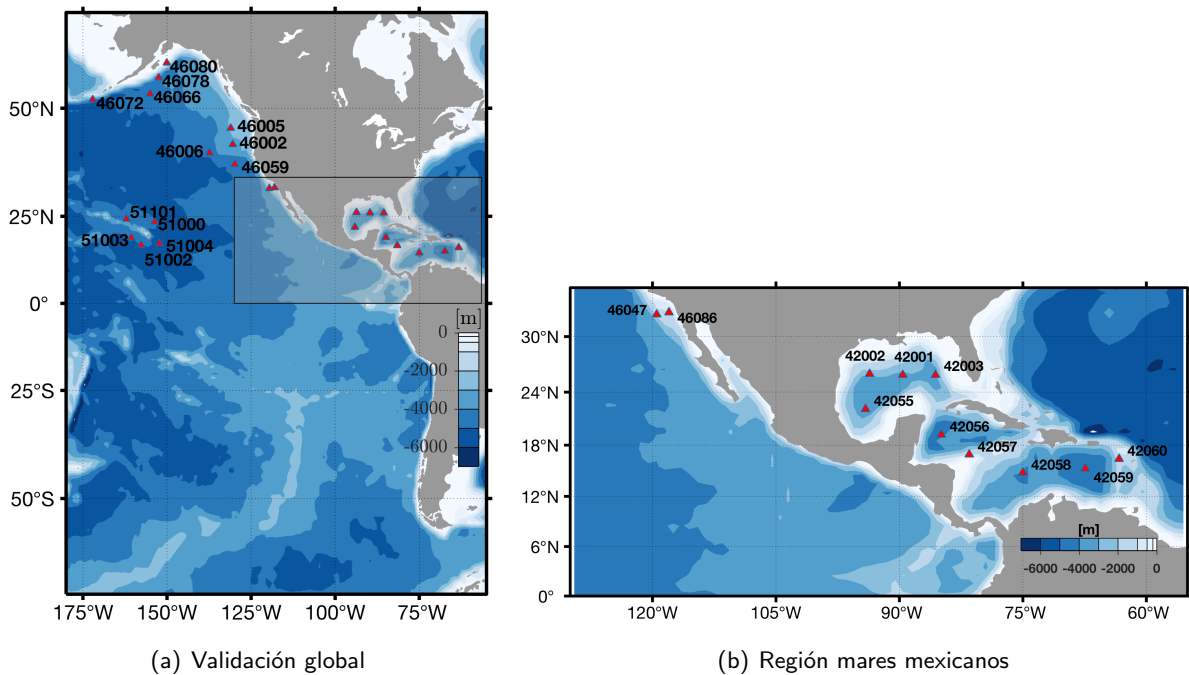 46080
46078
46066
46072
50°N
46005
46002
46006
46059
51101
51000
25°N
51003
51004
51002
0°
[m]
0
-2000
-4000
-6000
25°S
50°S
175°W
150°W
125°W
100°W
75°W
(a) Validación global
46047
46086
30°N
42002
42001
42003
24°N
42055
42056
18°N
42057
42060
42058
42059
12°N
[m]
6°N
-6000
-4000
-2000
0
0°
120°W
105°W
90°W
75°W
60°W
(b) Región mares mexicanos